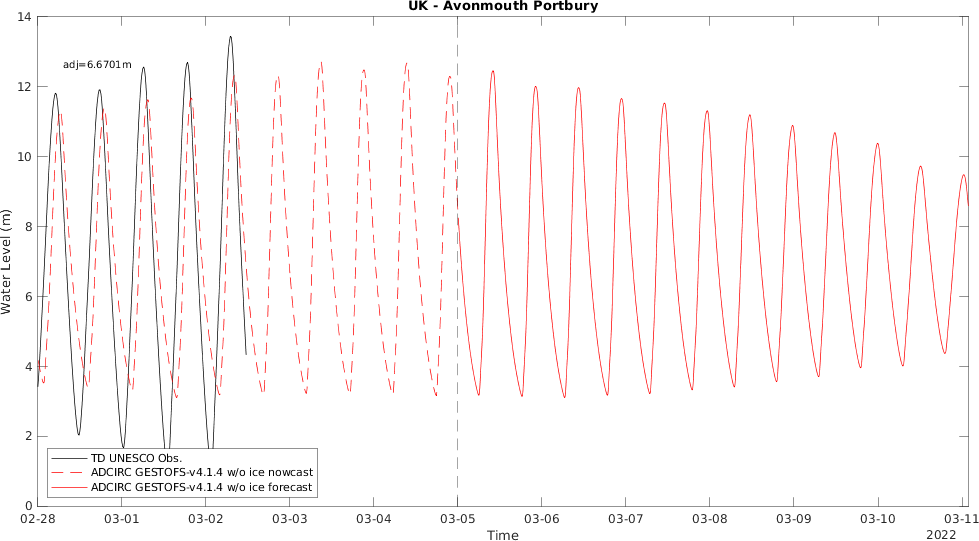 UK - Avonmouth Portbury
14
adj=6.6701m
12
10
8
6
4
2
0
Water Level (m)
TD UNESCO Obs.
ADCIRC GESTOFS-v4.1.4 w/o ice nowcast
ADCIRC GESTOFS-v4.1.4 w/o ice forecast
02-28 03-01 03-02 03-03 03-04 03-05 03-06 03-07 03-08 03-09 03-10 03-11
Time
2022